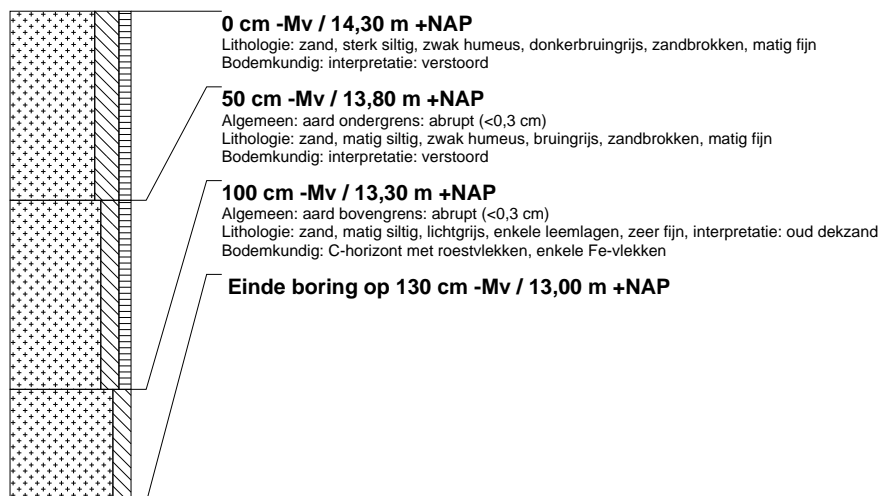 0 cm -Mv / 14,30 m +NAP
Lithologie: zand, sterk siltig, zwak humeus, donkerbruingrijs, zandbrokken, matig fijn
Bodemkundig: interpretatie: verstoord
50 cm -Mv / 13,80 m +NAP
Algemeen: aard ondergrens: abrupt (<0,3 cm)
Lithologie: zand, matig siltig, zwak humeus, bruingrijs, zandbrokken, matig fijn
Bodemkundig: interpretatie: verstoord
100 cm -Mv / 13,30 m +NAP
Algemeen: aard bovengrens: abrupt (<0,3 cm)
Lithologie: zand, matig siltig, lichtgrijs, enkele leemlagen, zeer fijn, interpretatie: oud dekzand
Bodemkundig: C-horizont met roestvlekken, enkele Fe-vlekken
Einde boring op 130 cm -Mv / 13,00 m +NAP